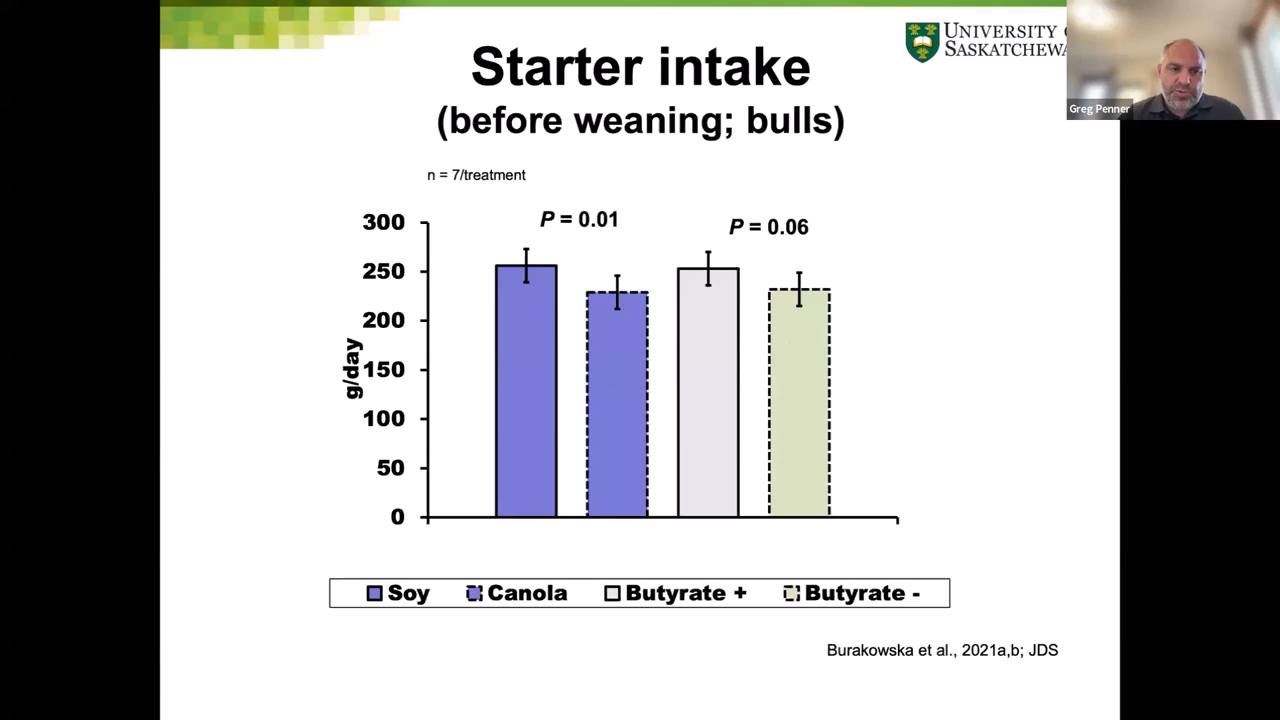 UNIVERSITY
SASKATCHEW
Greg Penner
Starter intake
(before weaning; bulls)
n = 7/treatment
P = 0.01
P = 0.06
300
250
200
150
100
50
0
g/day
Soy
Canola
Butyrate +
Butyrate -
Burakowska et al., 2021a,b; JDS